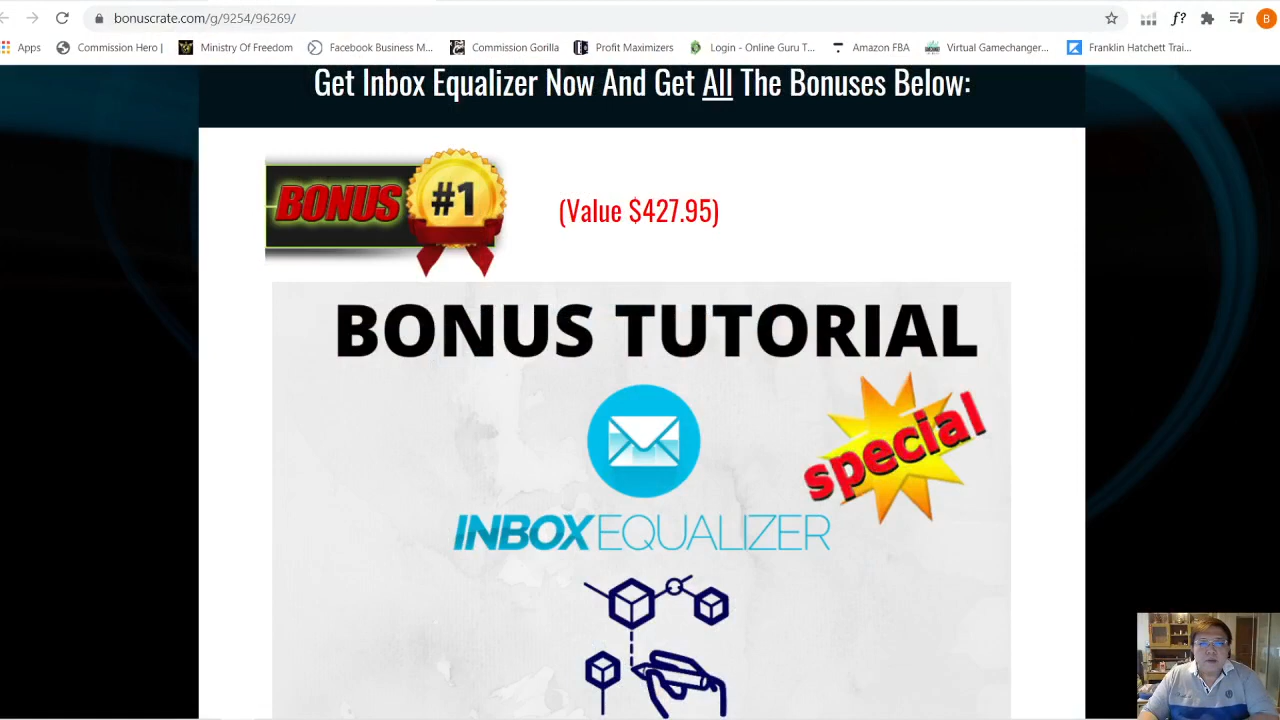 bonuscrate.com/g/9254/96269/
f?
B
Apps
Commission Hero |
Ministry Of Freedom
Facebook Business M...
Commission Gorilla
Profit Maximizers
Login - Online Guru T...
Amazon FBA
Virtual Gamechanger...
Franklin Hatchett Trai...
Get Inbox Equalizer Now And Get All The Bonuses Below:
BONUS #1
(Value $427.95)
BONUS TUTORIAL
special
INBOXEQUALIZER